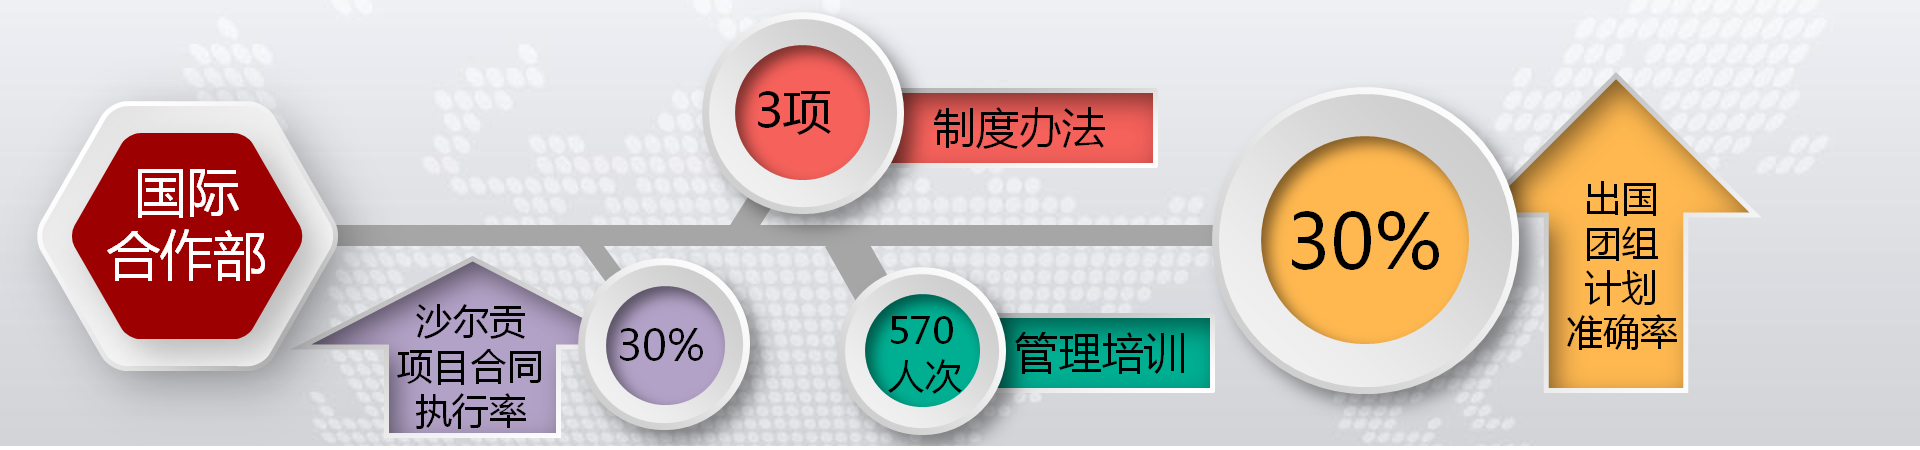 国际
合作部
3项
制度办法
沙尔贡
项目合同
执行率
30%
570
人次
管理培训
30%
出国
团组
计划
准确率